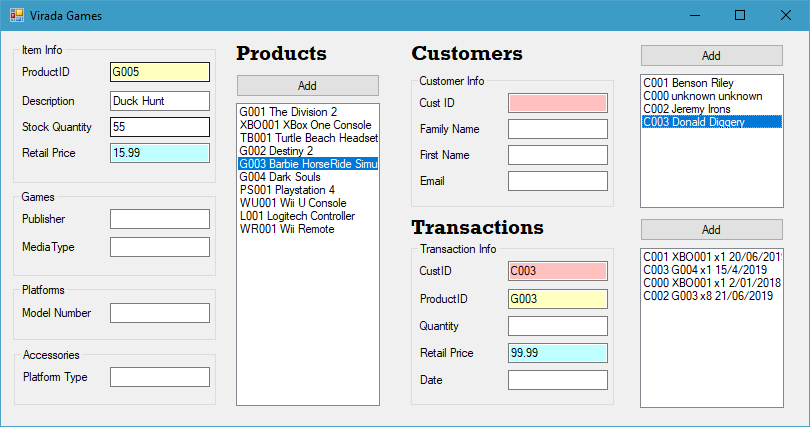 Virada Games
Item Info
ProductID G005
Description Duck Hunt
Stock Quantity 55
Retail Price 15.99
Games
Publisher
MediaType
Platforms
Model Number
Accessories
Platform Type
Products
Add
G001 The Division 2
XBO001 XBox One Console
TB001 Turtle Beach Headset
G002 Destiny 2
G003 Barbie HorseRide Simu
G004 Dark Souls
PS001 Playstation 4
WU001 Wii U Console
L001 Logitech Controller
WR001 Wii Remote
Customers
Customer Info
Cust ID
Family Name
First Name
Email
Add
C001 Benson Riley
C000 unknown unknown
C002 Jeremy Irons
C003 Donald Diggery
Transactions
Transaction Info
CustID C003
ProductID G003
Quantity
Retail Price 99.99
Date
Add
C001 XBO001 x1 20/06/201
C003 G004 x1 15/4/2019
C000 XBO001 x1 2/01/2018
C002 G003 x8 21/06/2019